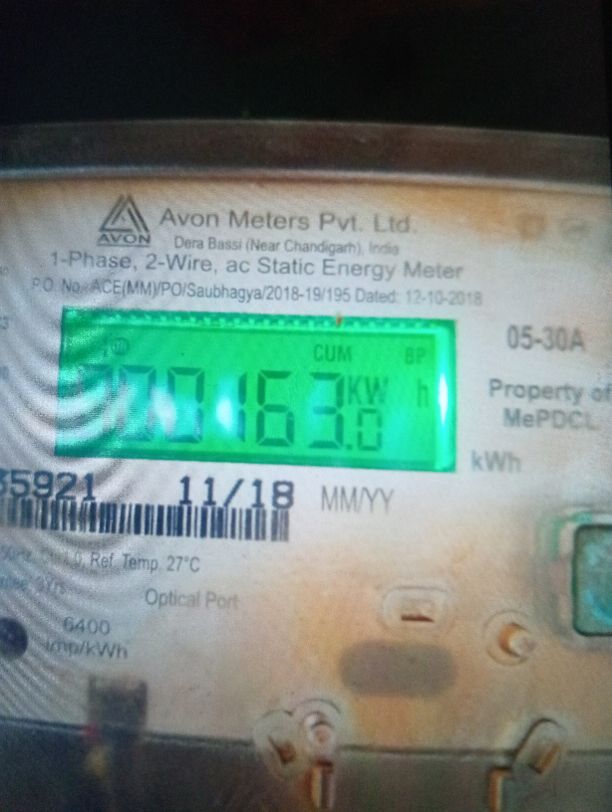 AVON
Avon Meters Pvt. Ltd.
Dera Bassi (Near Chandigarh), India
1-Phase, 2-Wire, ac Static Energy Meter
P.O. No.-ACE(MM)/PO/Saubhagya/2018-19/195 Dated: 12-10-2018
05-30A
CUM BP
000163.0 KW h
Property of
MePDCL
kWh
35921 11/18 MM/YY
Ref. Temp. 27°C
Optical Port
6400
imp/kWh